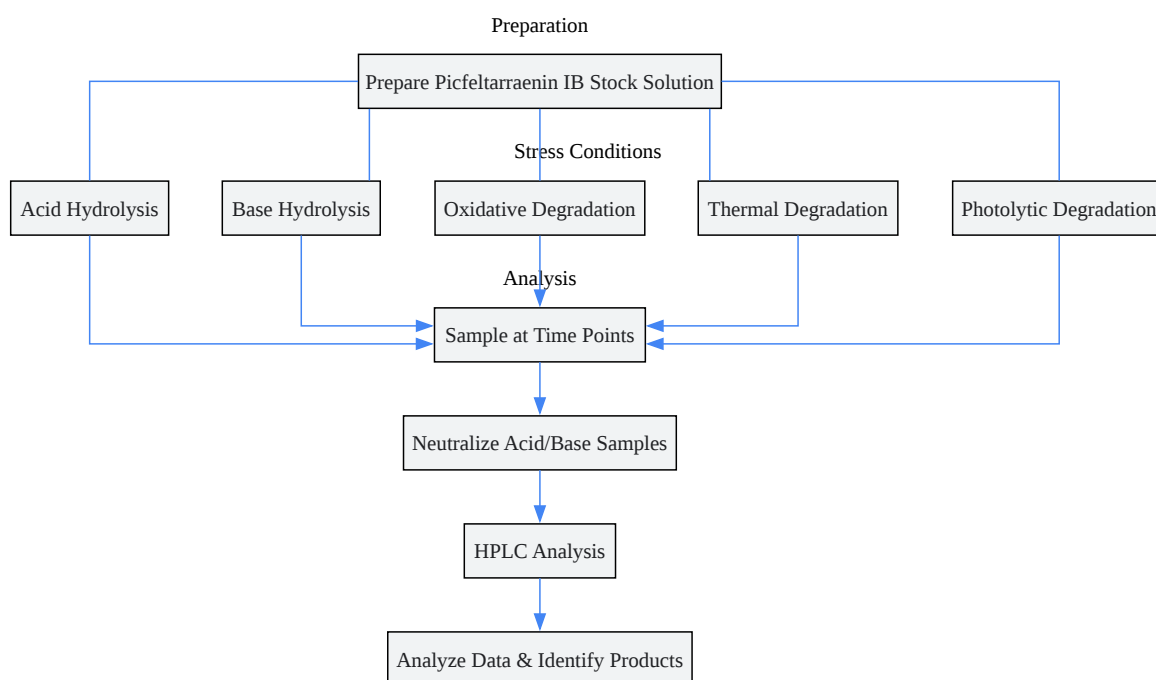 Preparation
Prepare Picfeltarraenin IB Stock Solution
Stress Conditions
Acid Hydrolysis
Base Hydrolysis
Oxidative Degradation
Thermal Degradation
Photolytic Degradation
Analysis
Sample at Time Points
Neutralize Acid/Base Samples
HPLC Analysis
Analyze Data & Identify Products